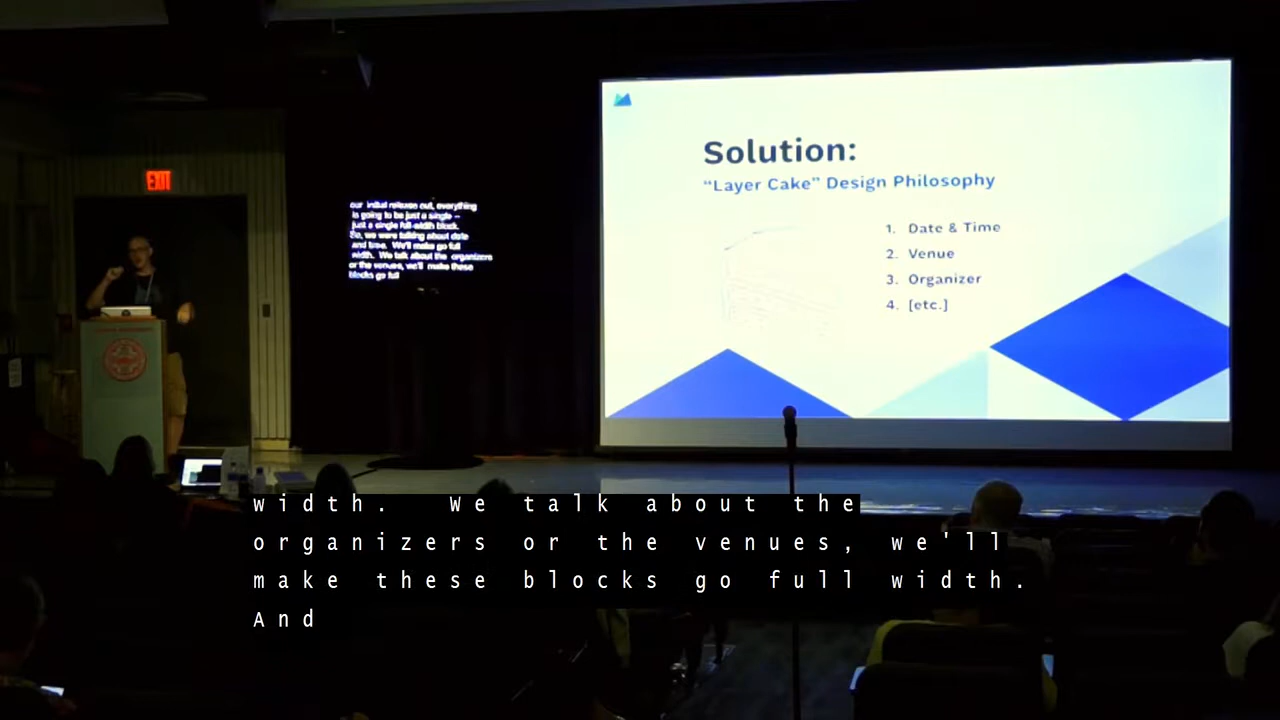 EXIT
our initial release out, everything
is going to be just a single --
just a single full-width block.
So, we were talking about date
and time. We'll make go full
width. We talk about the organizers
or the venues, we'll make these
blocks go full
Solution:
“Layer Cake” Design Philosophy
1. Date & Time
2. Venue
3. Organizer
4. [etc.]
width. We talk about the
organizers or the venues, we'll
make these blocks go full width.
And